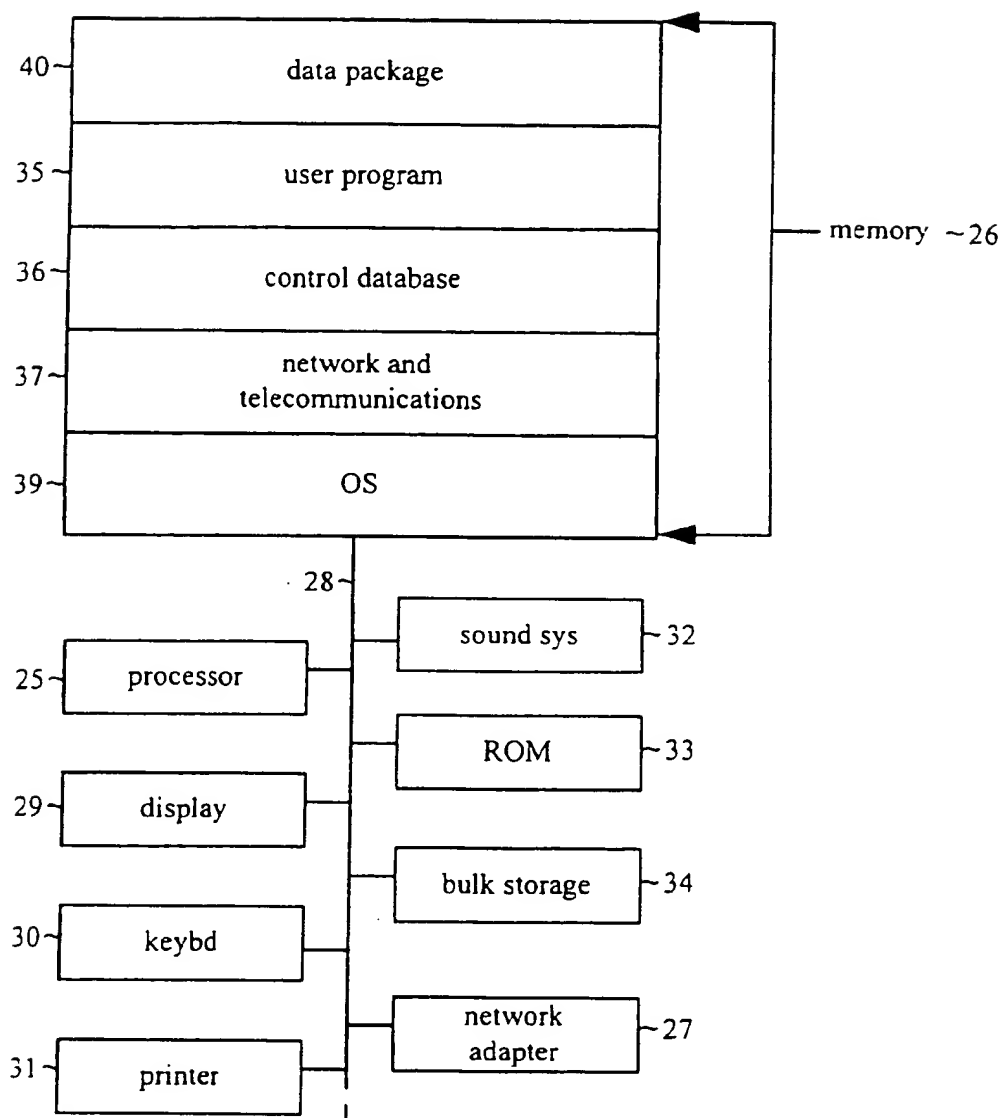 40~ data package
35~ user program
memory ~26
36~ control database
37~ network and
telecommunications
39~ OS
28~
sound sys ~32
25~ processor
ROM ~33
29~ display
bulk storage ~34
30~ keybd
network
adapter ~27
31~ printer